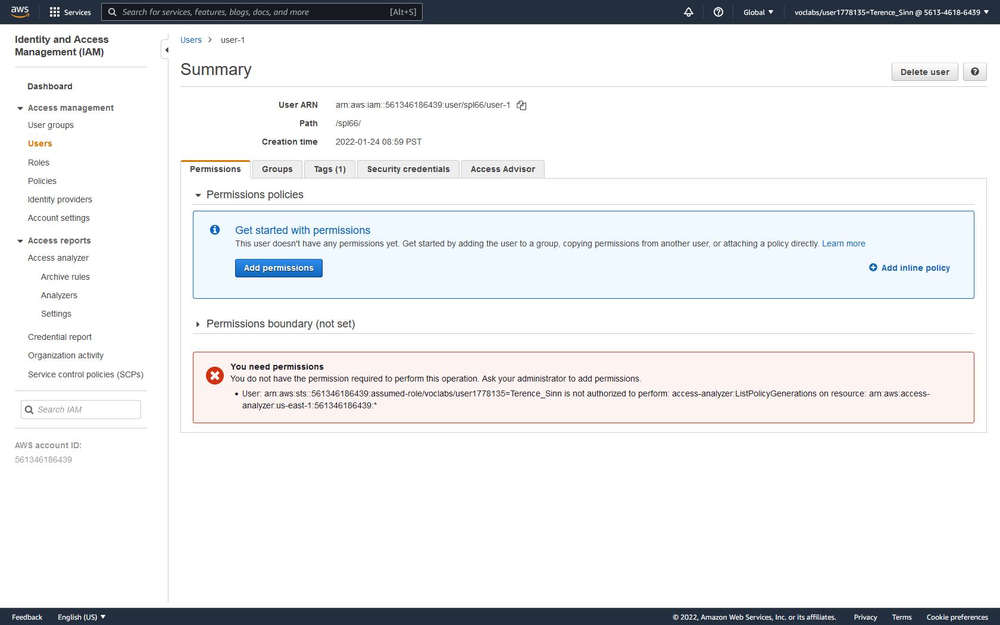 aws
Services
Search for services, features, blogs, docs, and more
[Alt+S]
Global
voclabs/user1778135=Terence_Sinn @ 5613-4618-6439
Identity and Access
Management (IAM)
Dashboard
Access management
User groups
Users
Roles
Policies
Identity providers
Account settings
Access reports
Access analyzer
Archive rules
Analyzers
Settings
Credential report
Organization activity
Service control policies (SCPs)
Search IAM
AWS account ID:
561346186439
Users > user-1
Summary
Delete user
User ARN arn:aws:iam::561346186439:user/spl66/user-1
Path /spl66/
Creation time 2022-01-24 08:59 PST
Permissions
Groups
Tags (1)
Security credentials
Access Advisor
Permissions policies
Get started with permissions
This user doesn't have any permissions yet. Get started by adding the user to a group, copying permissions from another user, or attaching a policy directly. Learn more
Add permissions
Add inline policy
Permissions boundary (not set)
You need permissions
You do not have the permission required to perform this operation. Ask your administrator to add permissions.
• User: arn:aws:sts::561346186439:assumed-role/voclabs/user1778135=Terence_Sinn is not authorized to perform: access-analyzer:ListPolicyGenerations on resource: arn:aws:access-
analyzer:us-east-1:561346186439:*
Feedback
English (US)
© 2022, Amazon Web Services, Inc. or its affiliates.
Privacy
Terms
Cookie preferences